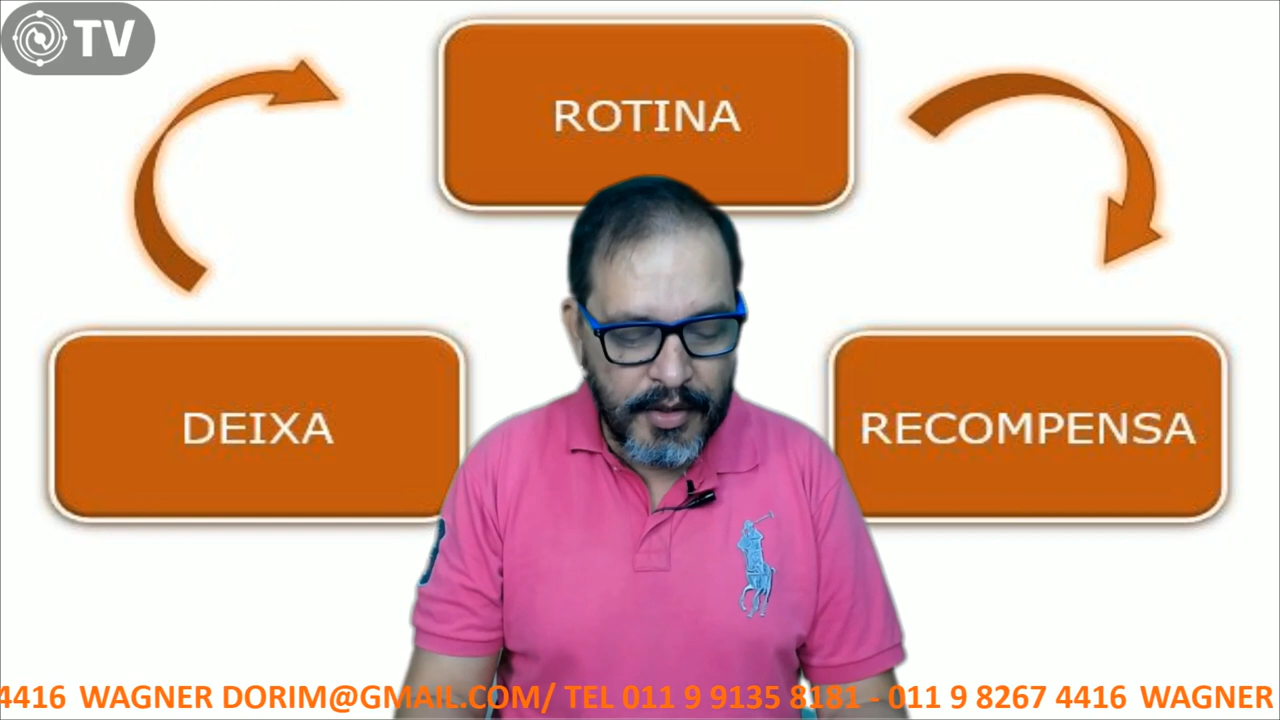 TV
ROTINA
DEIXA
RECOMPENSA
4416 WAGNER DORIM@GMAIL.COM/ TEL 011 9 9135 8181 - 011 9 8267 4416 WAGNER